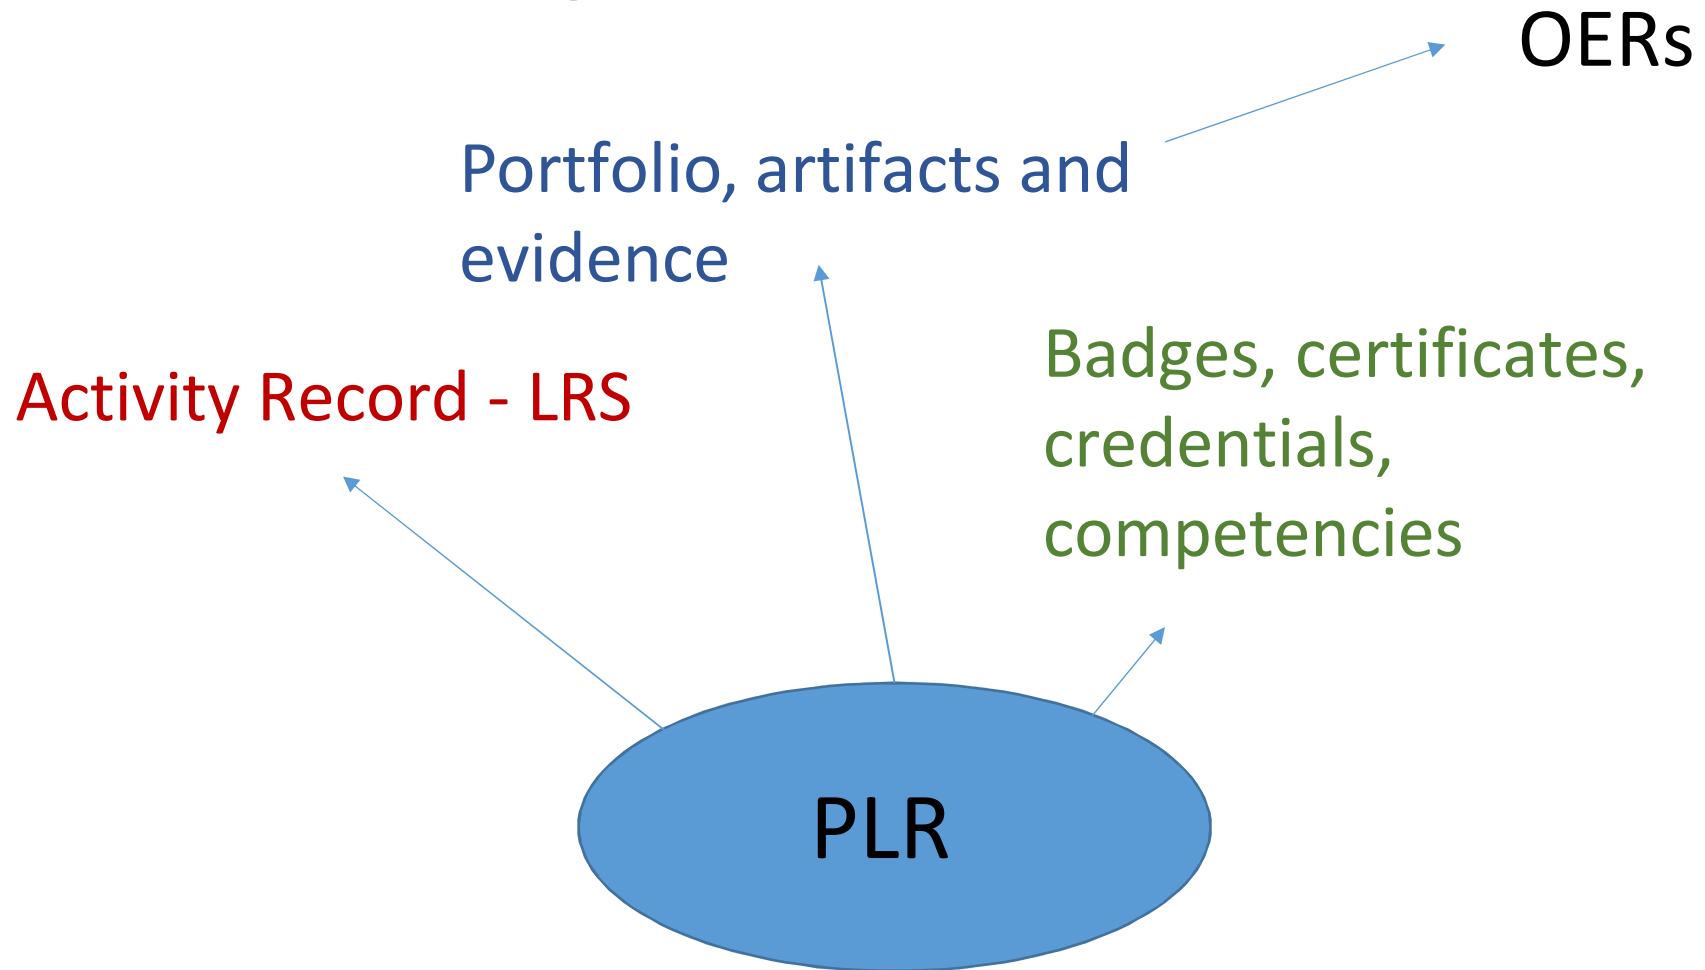 OERs
Portfolio, artifacts and
evidence
Badges, certificates,
credentials,
competencies
Activity Record - LRS
PLR